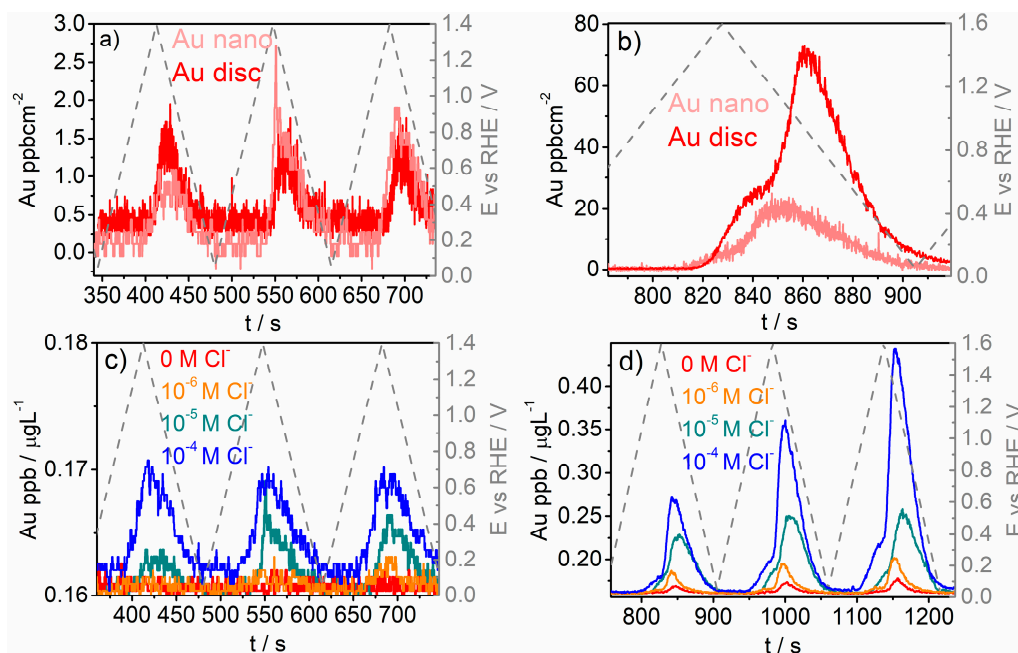 a)
Au nano
Au disc
3.0
2.5
2.0
1.5
1.0
0.5
0.0
Au ppbcm⁻²
1.4
1.2
1.0
0.8
0.6
0.4
0.2
0.0
E vs RHE / V
350 400 450 500 550 600 650 700
t / s
b)
Au nano
Au disc
80
60
40
20
0
Au ppbcm⁻²
1.6
1.2
0.8
0.4
0.0
E vs RHE / V
800 820 840 860 880 900
t / s
c)
0 M Cl⁻
10⁻⁶ M Cl⁻
10⁻⁵ M Cl⁻
10⁻⁴ M Cl⁻
0.18
0.17
0.16
Au ppb / µgL⁻¹
1.4
1.2
1.0
0.8
0.6
0.4
0.2
0.0
E vs RHE / V
400 450 500 550 600 650 700
t / s
d)
0 M Cl⁻
10⁻⁶ M Cl⁻
10⁻⁵ M Cl⁻
10⁻⁴ M Cl⁻
0.40
0.35
0.30
0.25
0.20
Au ppb / µgL⁻¹
1.6
1.4
1.2
1.0
0.8
0.6
0.4
0.2
0.0
E vs RHE / V
800 900 1000 1100 1200
t / s